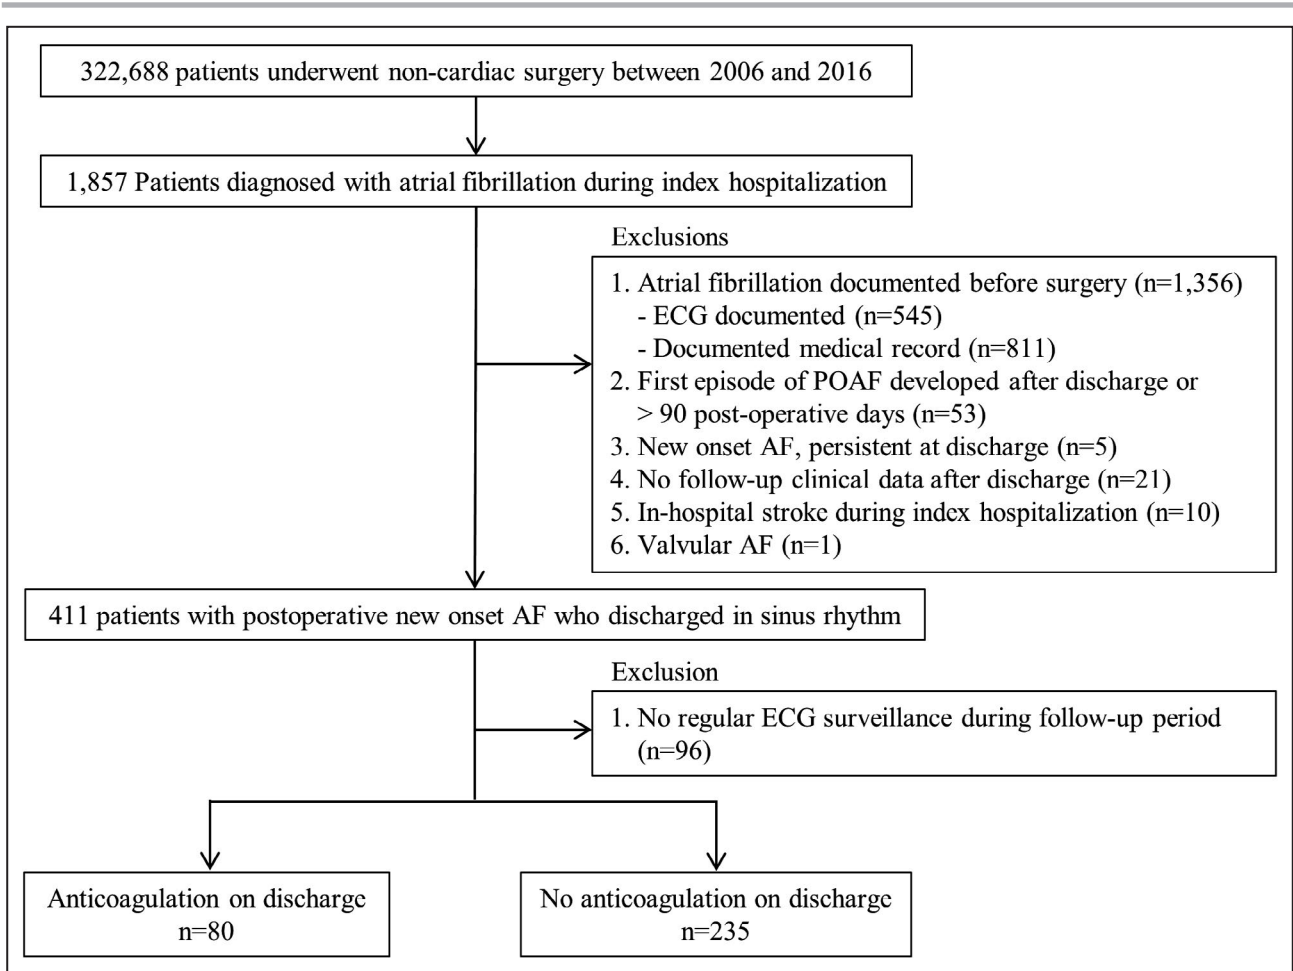 322,688 patients underwent non-cardiac surgery between 2006 and 2016
1,857 Patients diagnosed with atrial fibrillation during index hospitalization
Exclusions
1. Atrial fibrillation documented before surgery (n=1,356)
- ECG documented (n=545)
- Documented medical record (n=811)
2. First episode of POAF developed after discharge or
> 90 post-operative days (n=53)
3. New onset AF, persistent at discharge (n=5)
4. No follow-up clinical data after discharge (n=21)
5. In-hospital stroke during index hospitalization (n=10)
6. Valvular AF (n=1)
411 patients with postoperative new onset AF who discharged in sinus rhythm
Exclusion
1. No regular ECG surveillance during follow-up period
(n=96)
Anticoagulation on discharge
n=80
No anticoagulation on discharge
n=235